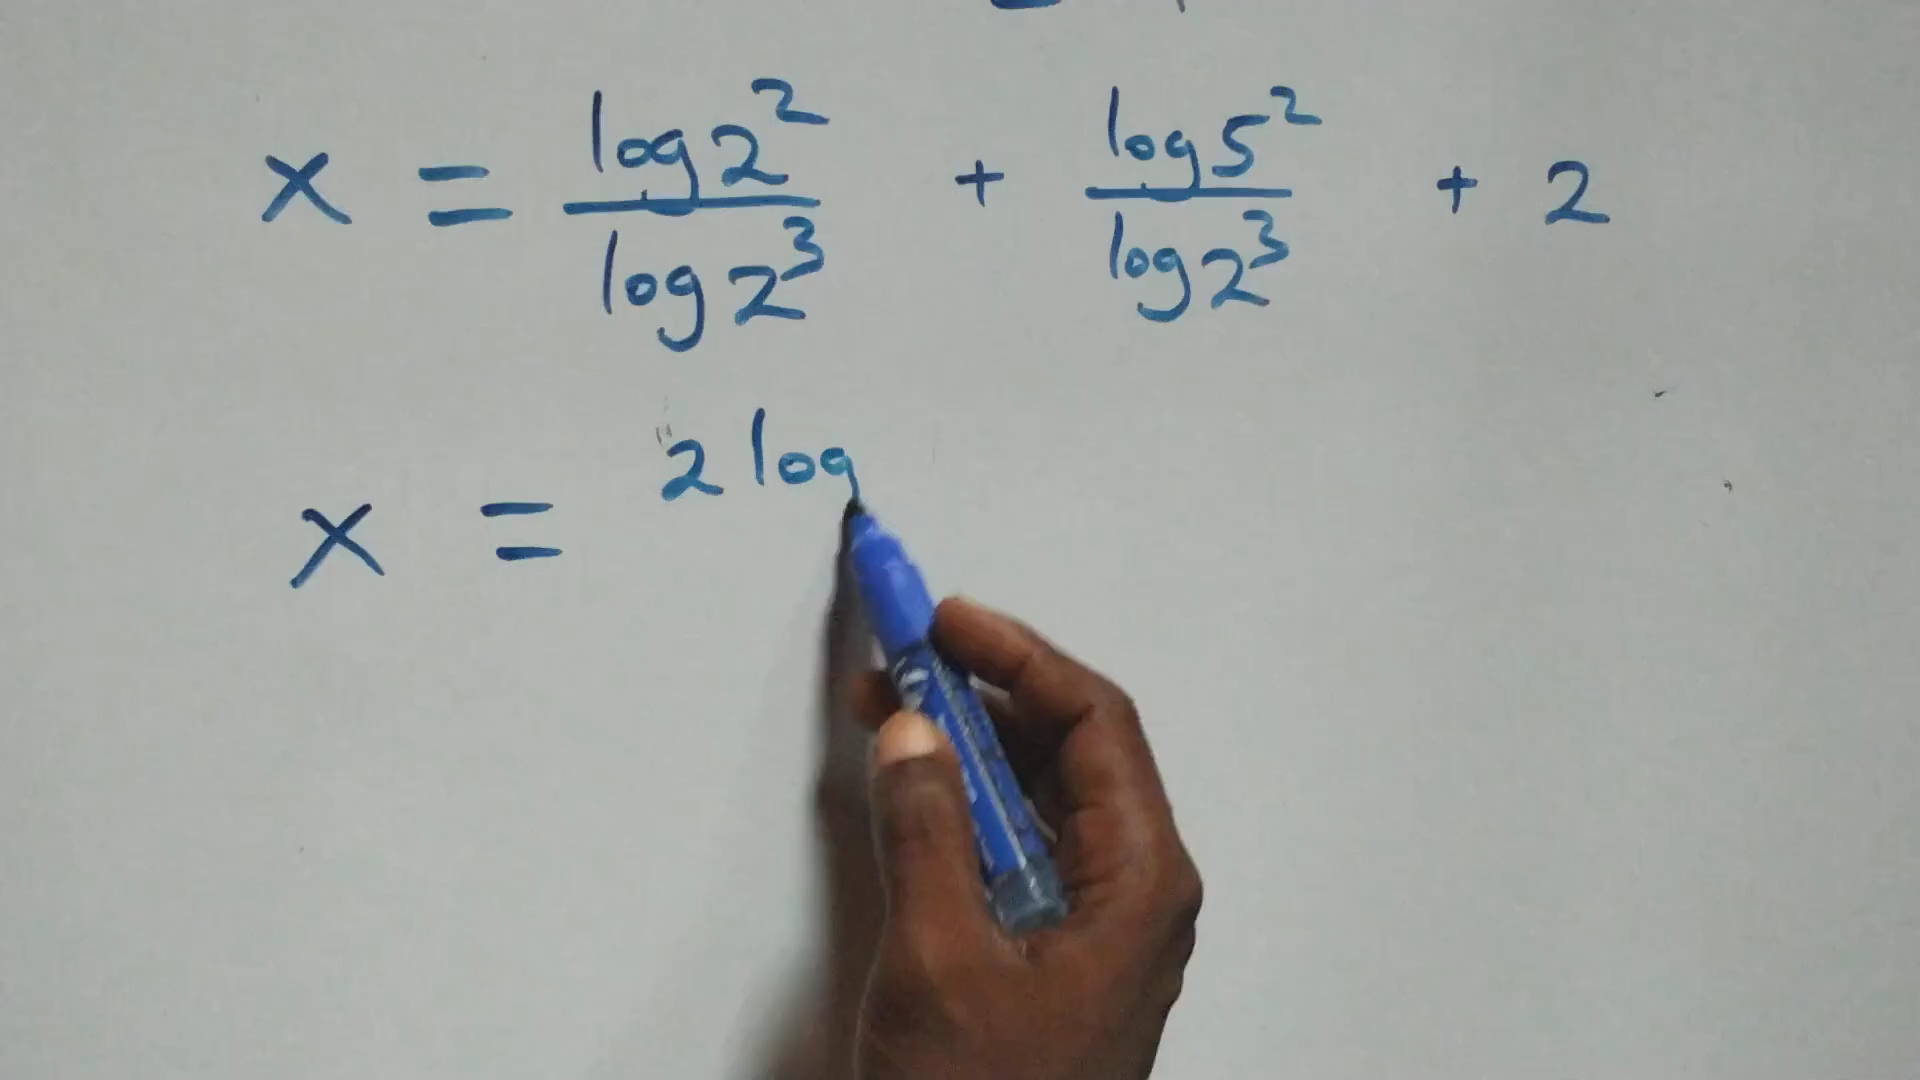 x = log 2² / log 2³ + log 5² / log 2³ + 2
x = 2 log